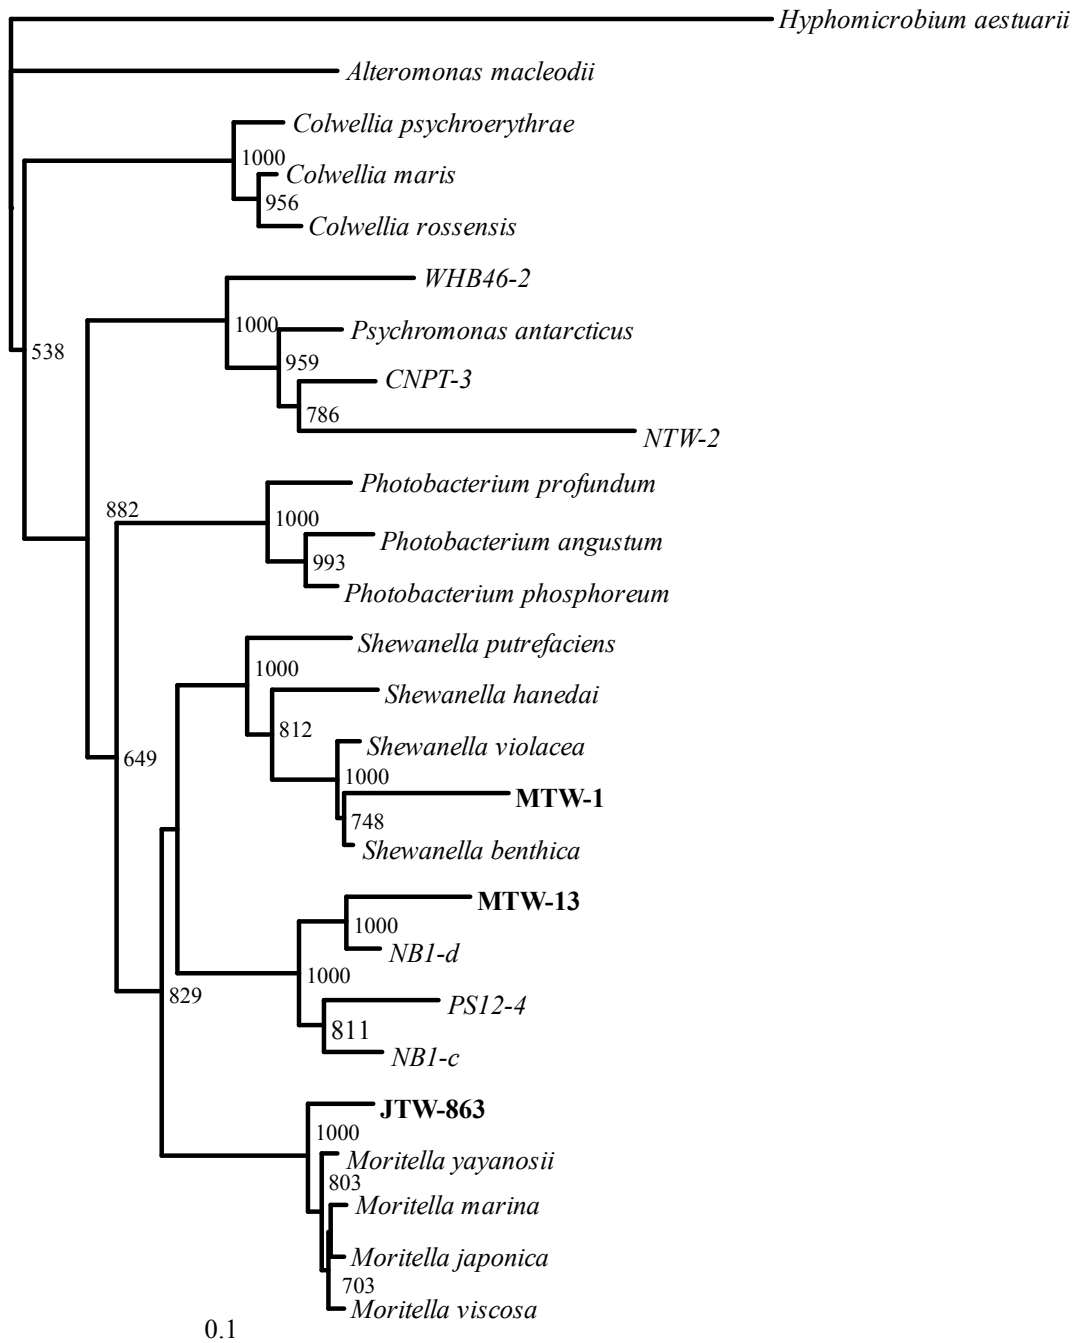 Hyphomicrobium aestuarii
Alteromonas macleodii
Colwellia psychroerythrae
1000
Colwellia maris
956
Colwellia rossensis
WHB46-2
1000
Psychromonas antarcticus
538
959
CNPT-3
786
NTW-2
Photobacterium profundum
882
1000
Photobacterium angustum
993
Photobacterium phosphoreum
Shewanella putrefaciens
1000
Shewanella hanedai
812
Shewanella violacea
649
1000
MTW-1
748
Shewanella benthica
MTW-13
1000
NB1-d
1000
829
PS12-4
811
NB1-c
JTW-863
1000
Moritella yayanosii
803
Moritella marina
Moritella japonica
703
Moritella viscosa
0.1